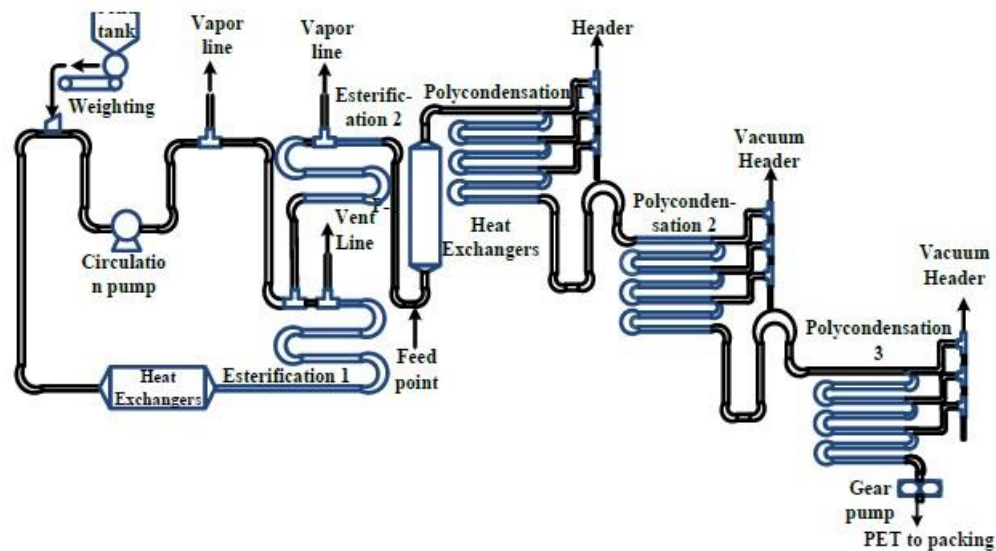 tank
Weighting
Vapor
line
Vapor
line
Esterific-
ation 2
Polycondensation 1
Header
Vacuum
Header
Vacuum
Header
Circulatio
n pump
Vent
Line
Heat
Exchangers
Polyconden-
sation 2
Polycondensation
3
Heat
Exchangers
Esterification 1
Feed
point
Gear
pump
PET to packing